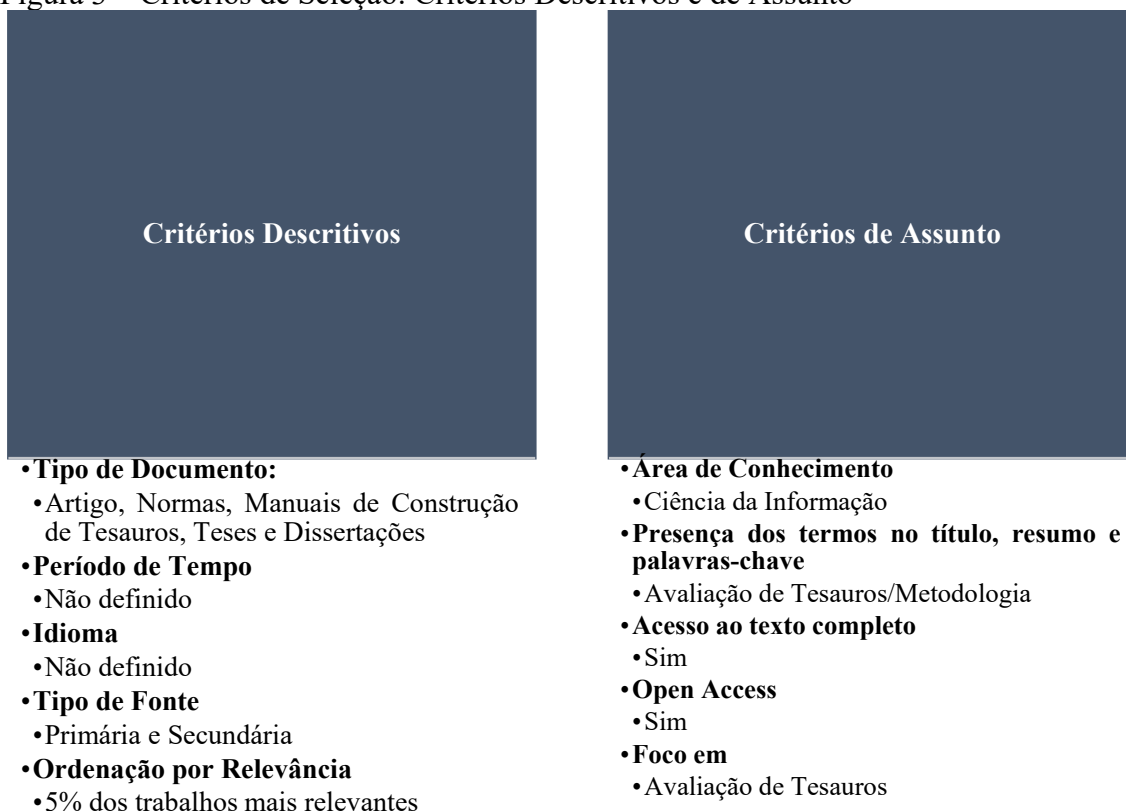 Figura 3 – Critérios de Seleção: Critérios Descritivos e de Assunto
Critérios Descritivos
•Tipo de Documento:
•Artigo, Normas, Manuais de Construção
de Tesauros, Teses e Dissertações
•Período de Tempo
•Não definido
•Idioma
•Não definido
•Tipo de Fonte
•Primária e Secundária
•Ordenação por Relevância
•5% dos trabalhos mais relevantes
Critérios de Assunto
•Área de Conhecimento
•Ciência da Informação
•Presença dos termos no título, resumo e
palavras-chave
•Avaliação de Tesauros/Metodologia
•Acesso ao texto completo
•Sim
•Open Access
•Sim
•Foco em
•Avaliação de Tesauros